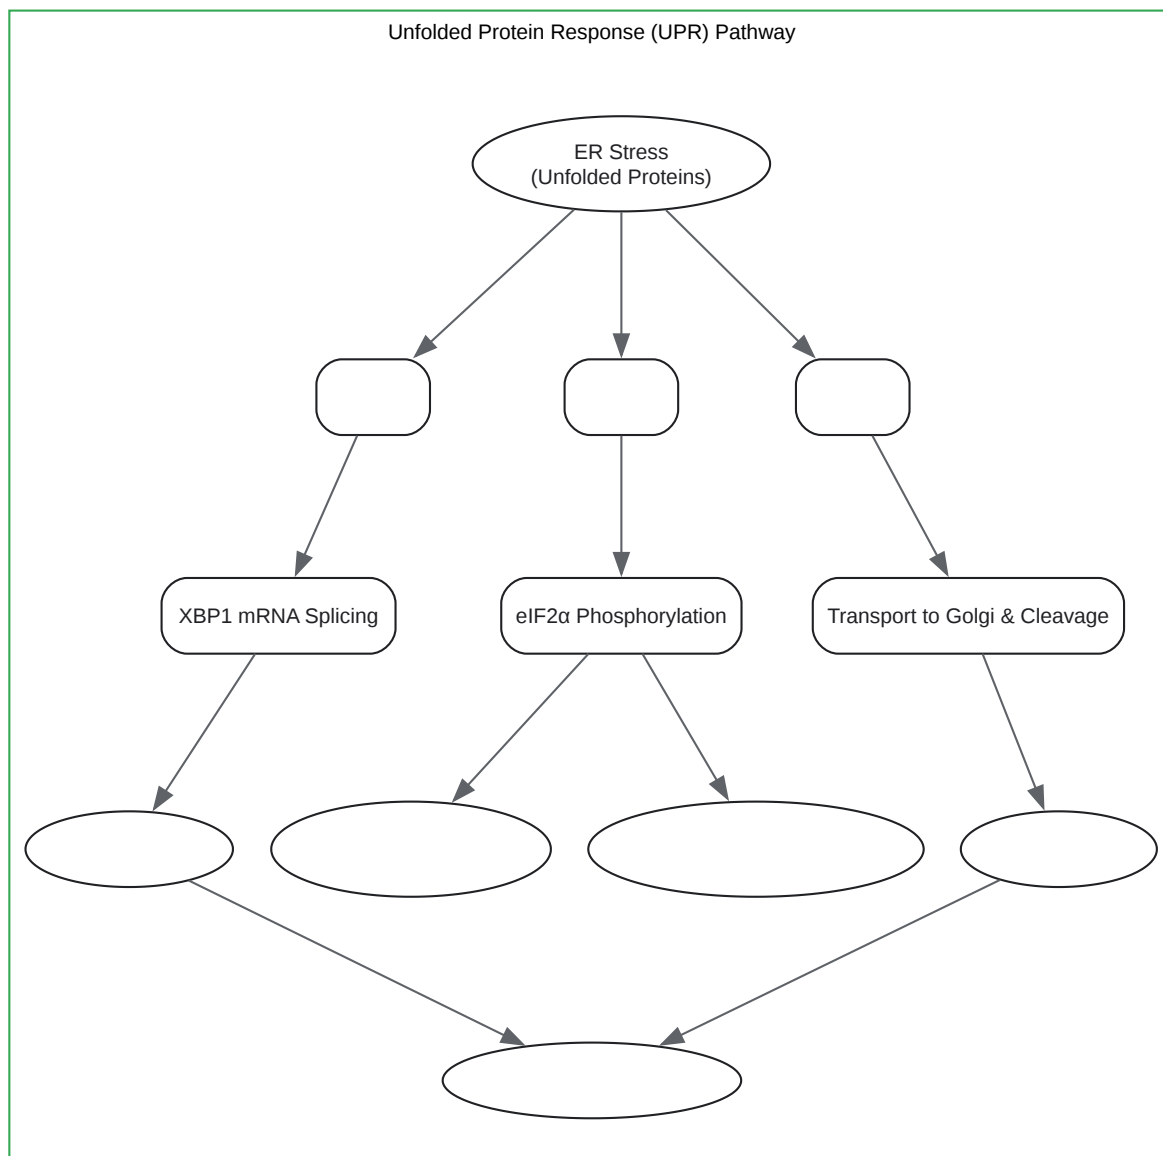 Unfolded Protein Response (UPR) Pathway
ER Stress
(Unfolded Proteins)
XBP1 mRNA Splicing
eIF2α Phosphorylation
Transport to Golgi & Cleavage